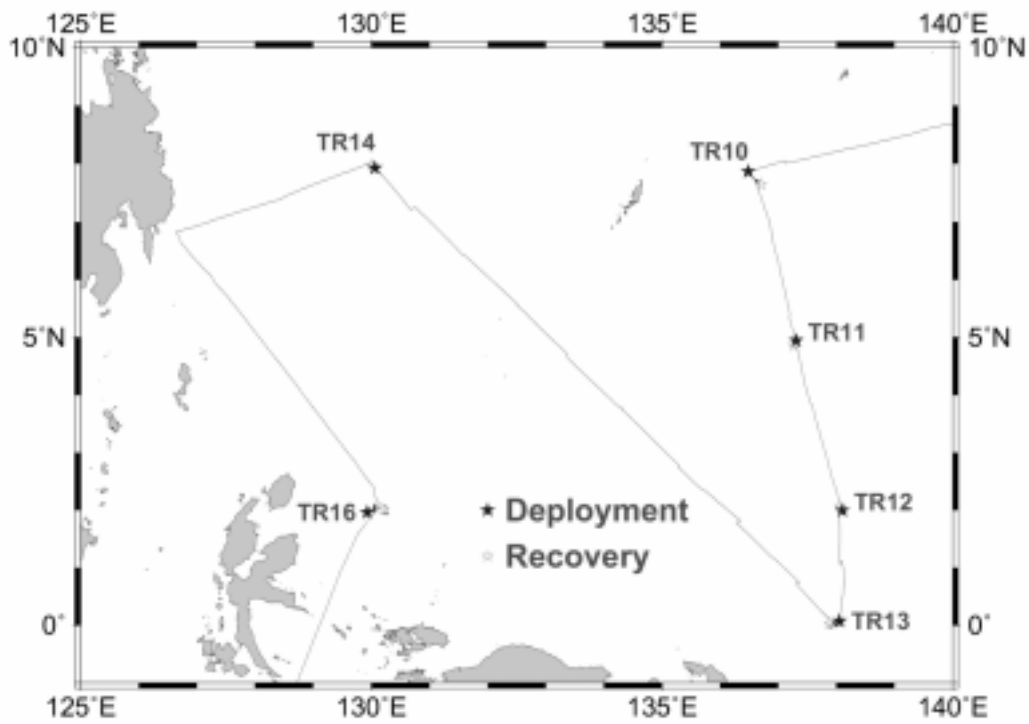 125˚E 130˚E 135˚E 140˚E
10˚N 10˚N
TR14
TR10
5˚N TR11 5˚N
TR16 Deployment TR12
Recovery
0˚ TR13 0˚
125˚E 130˚E 135˚E 140˚E